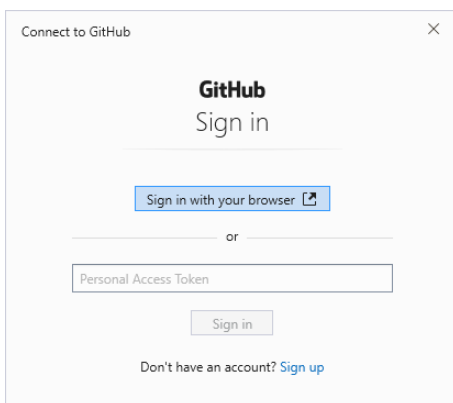 Connect to GitHub
GitHub
Sign in
Sign in with your browser
or
Personal Access Token
Sign in
Don't have an account? Sign up